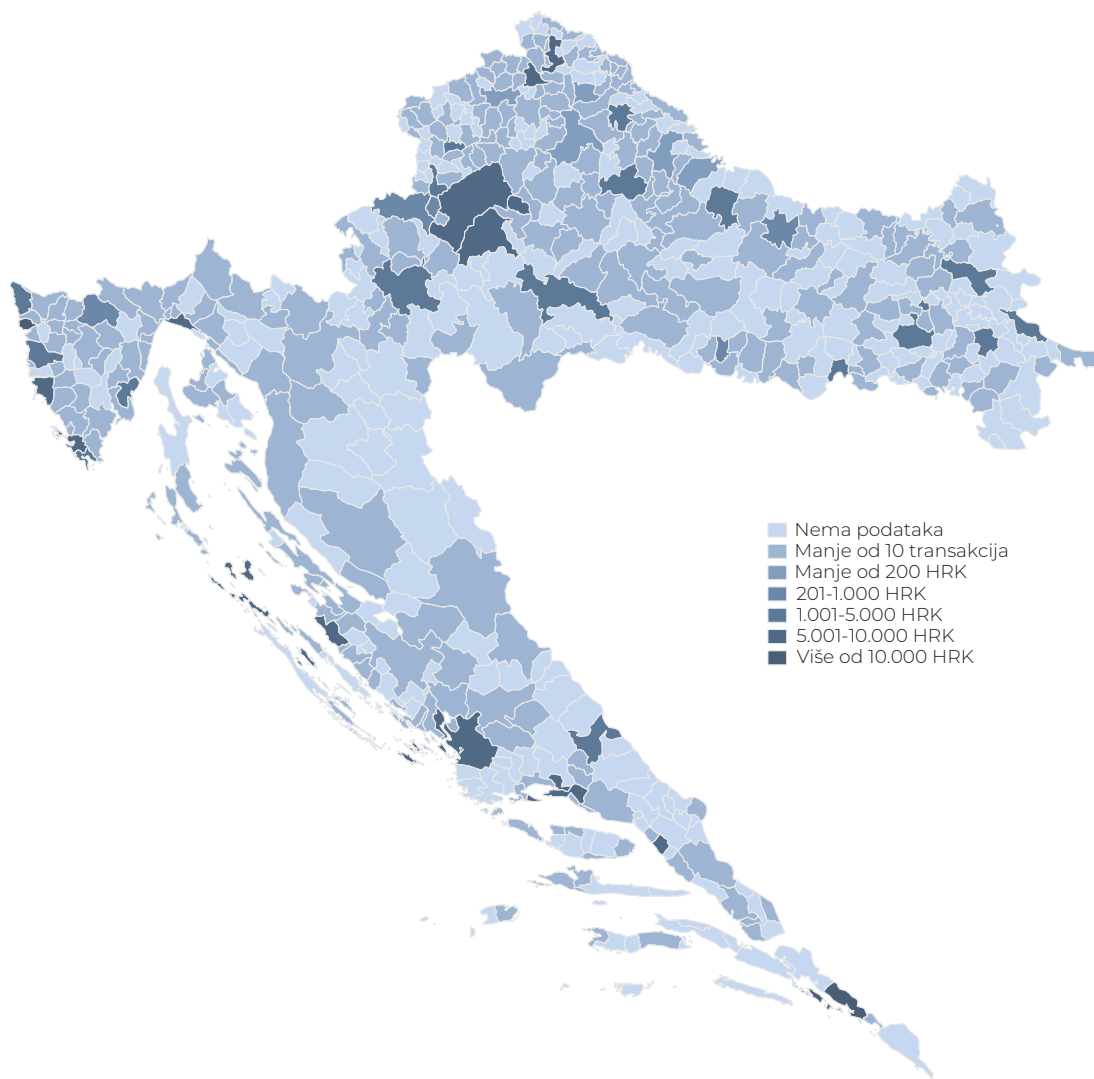 Nema podataka
Manje od 10 transakcija
Manje od 200 HRK
201-1.000 HRK
1.001-5.000 HRK
5.001-10.000 HRK
Više od 10.000 HRK